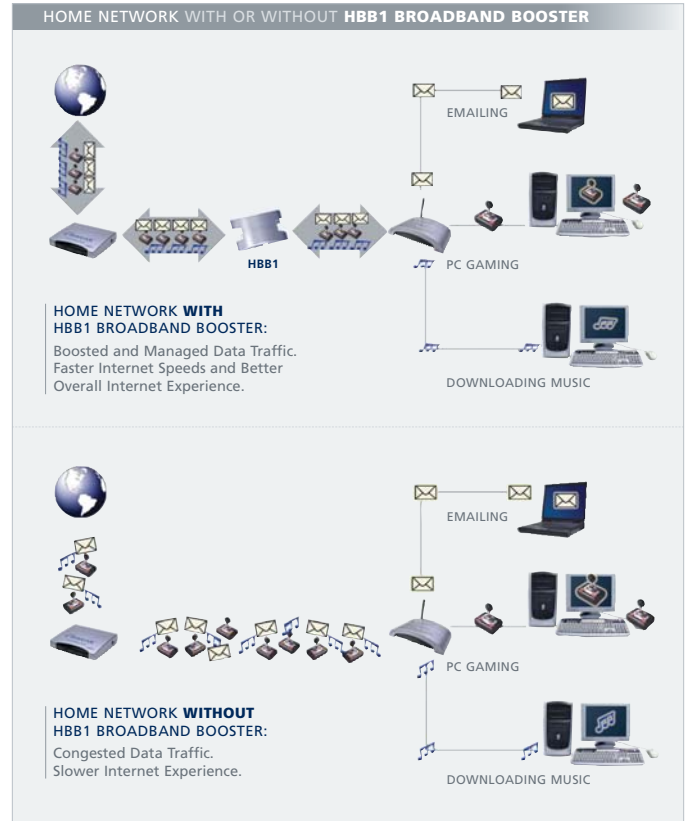 HOME NETWORK WITH OR WITHOUT HBB1 BROADBAND BOOSTER
EMAILING
HBB1
PC GAMING
HOME NETWORK WITH
HBB1 BROADBAND BOOSTER:
Boosted and Managed Data Traffic.
Faster Internet Speeds and Better
Overall Internet Experience.
DOWNLOADING MUSIC
EMAILING
PC GAMING
HOME NETWORK WITHOUT
HBB1 BROADBAND BOOSTER:
Congested Data Traffic.
Slower Internet Experience.
DOWNLOADING MUSIC